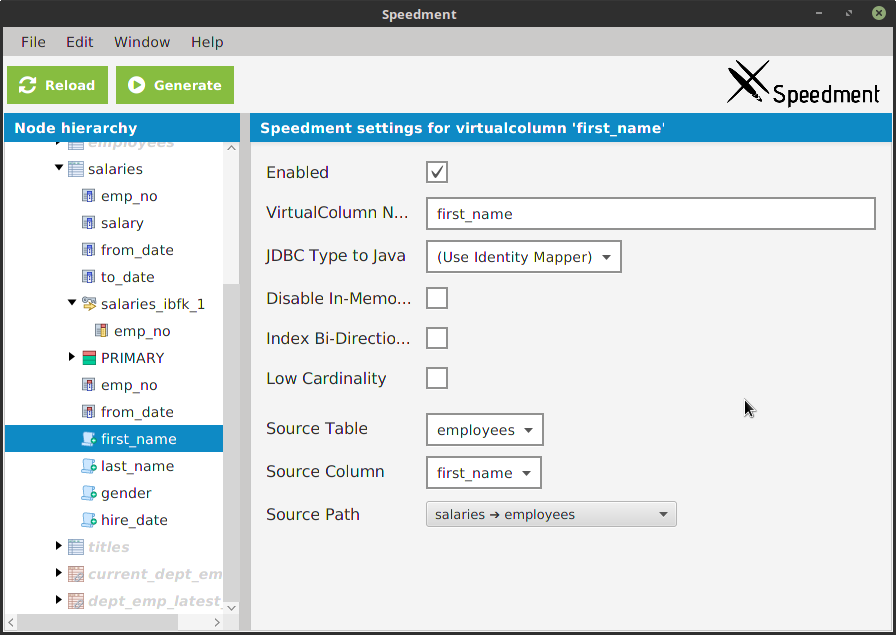 Speedment
File Edit Window Help
Reload Generate
Speedment
Node hierarchy
employees
salaries
emp_no
salary
from_date
to_date
salaries_ibfk_1
emp_no
PRIMARY
emp_no
from_date
first_name
last_name
gender
hire_date
titles
current_dept_em
dept_emp_latest_
Speedment settings for virtualcolumn 'first_name'
Enabled
VirtualColumn N... first_name
JDBC Type to Java (Use Identity Mapper)
Disable In-Memo...
Index Bi-Directio...
Low Cardinality
Source Table employees
Source Column first_name
Source Path salaries ➔ employees